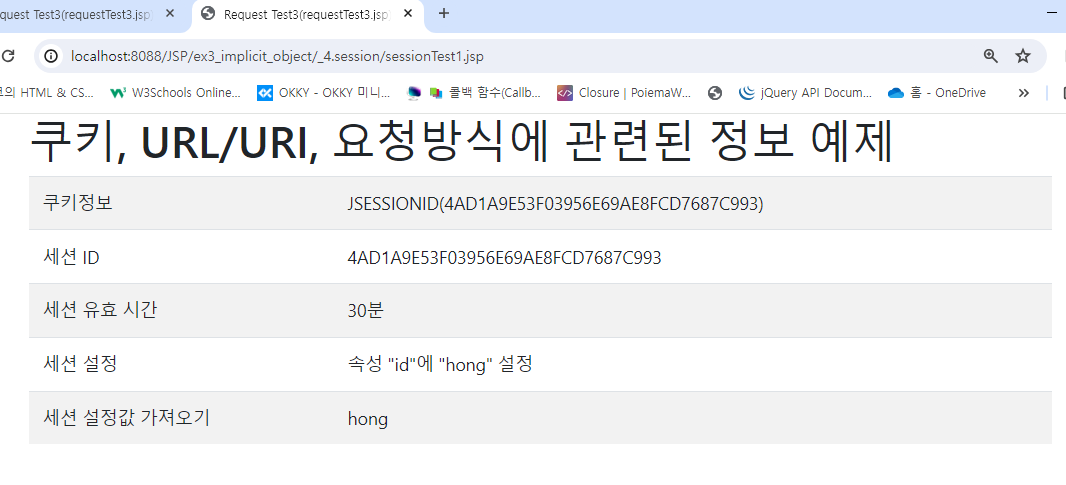 quest Test3(requestTest3.jsp)
Request Test3(requestTest3.jsp
localhost:8088/JSP/ex3_implicit_object/_4.session/sessionTest1.jsp
크의 HTML & CS... W3Schools Online... OKKY - OKKY 미니... 콜백 함수(Callb... Closure | PoiemaW... jQuery API Docum... 홈 - OneDrive
쿠키, URL/URI, 요청방식에 관련된 정보 예제
쿠키정보 JSESSIONID(4AD1A9E53F03956E69AE8FCD7687C993)
세션 ID 4AD1A9E53F03956E69AE8FCD7687C993
세션 유효 시간 30분
세션 설정 속성 "id"에 "hong" 설정
세션 설정값 가져오기 hong